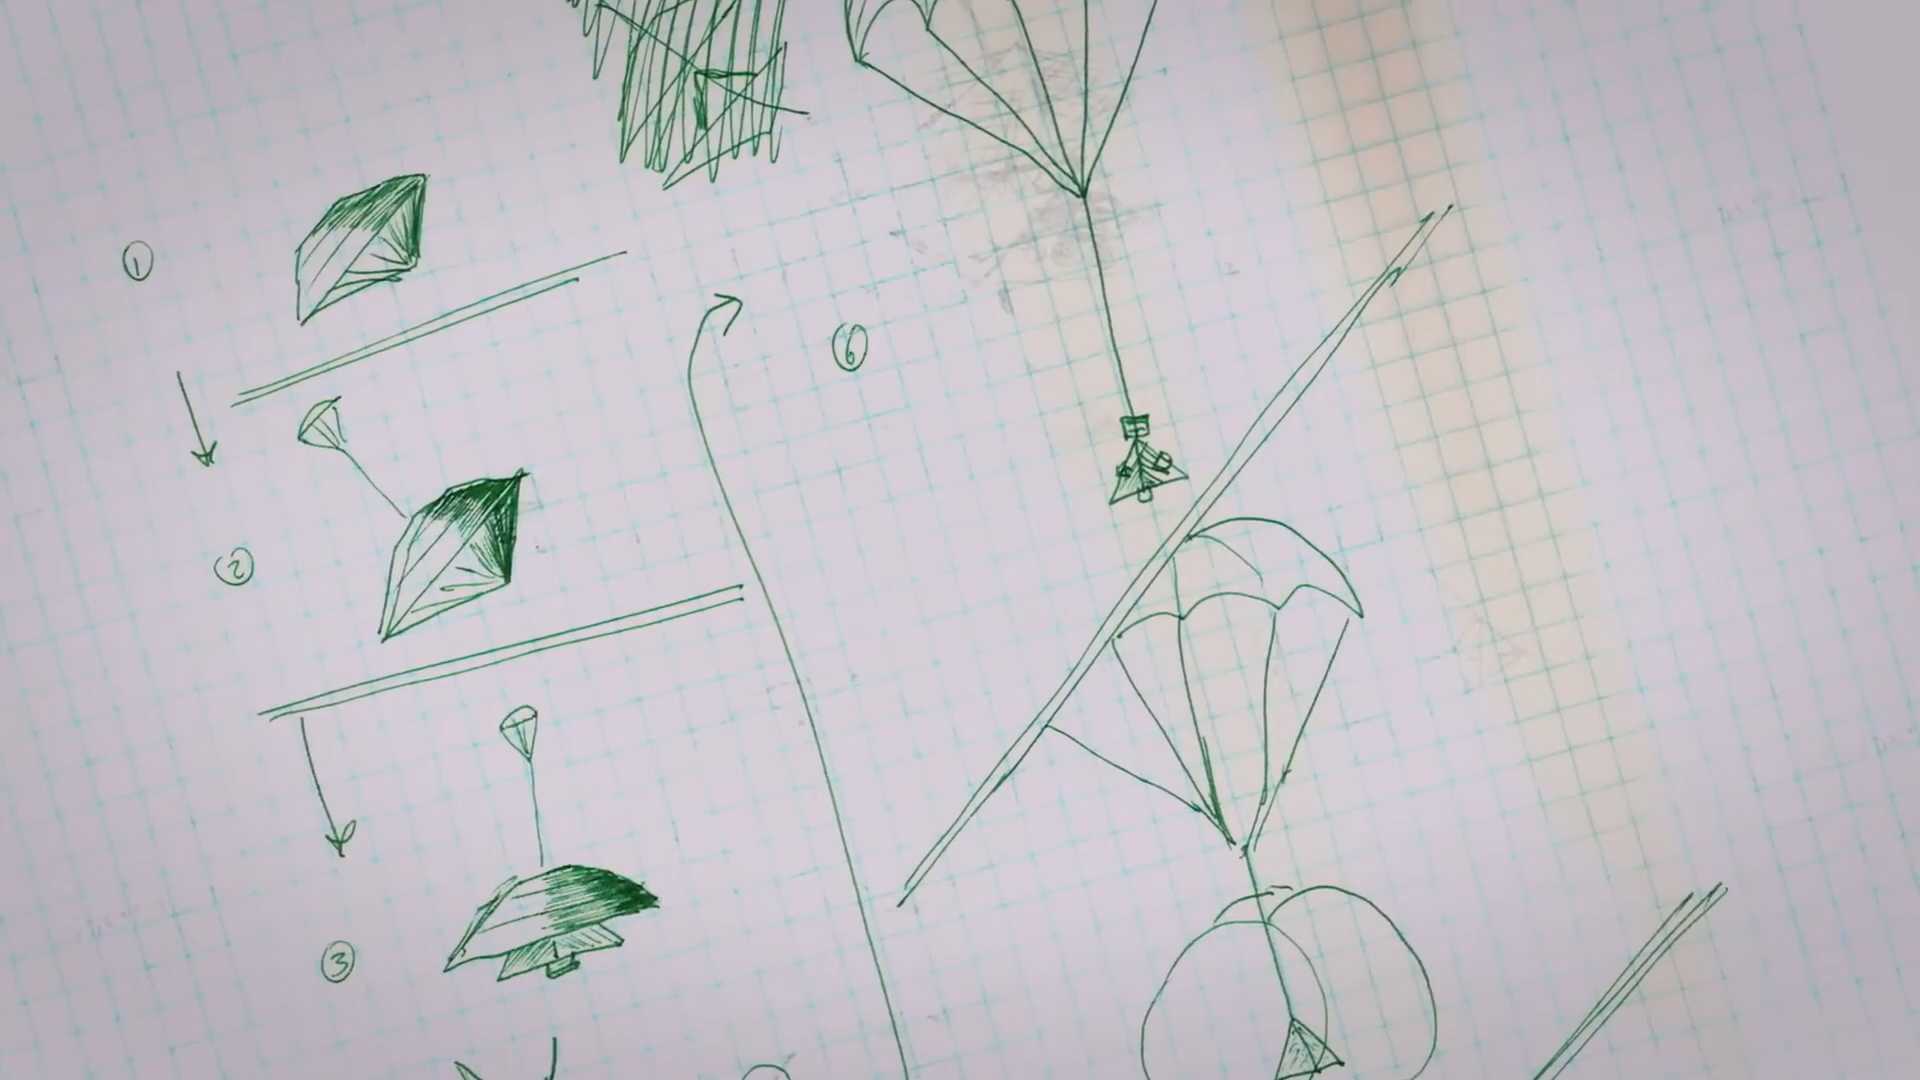 ①
②
③
⑥